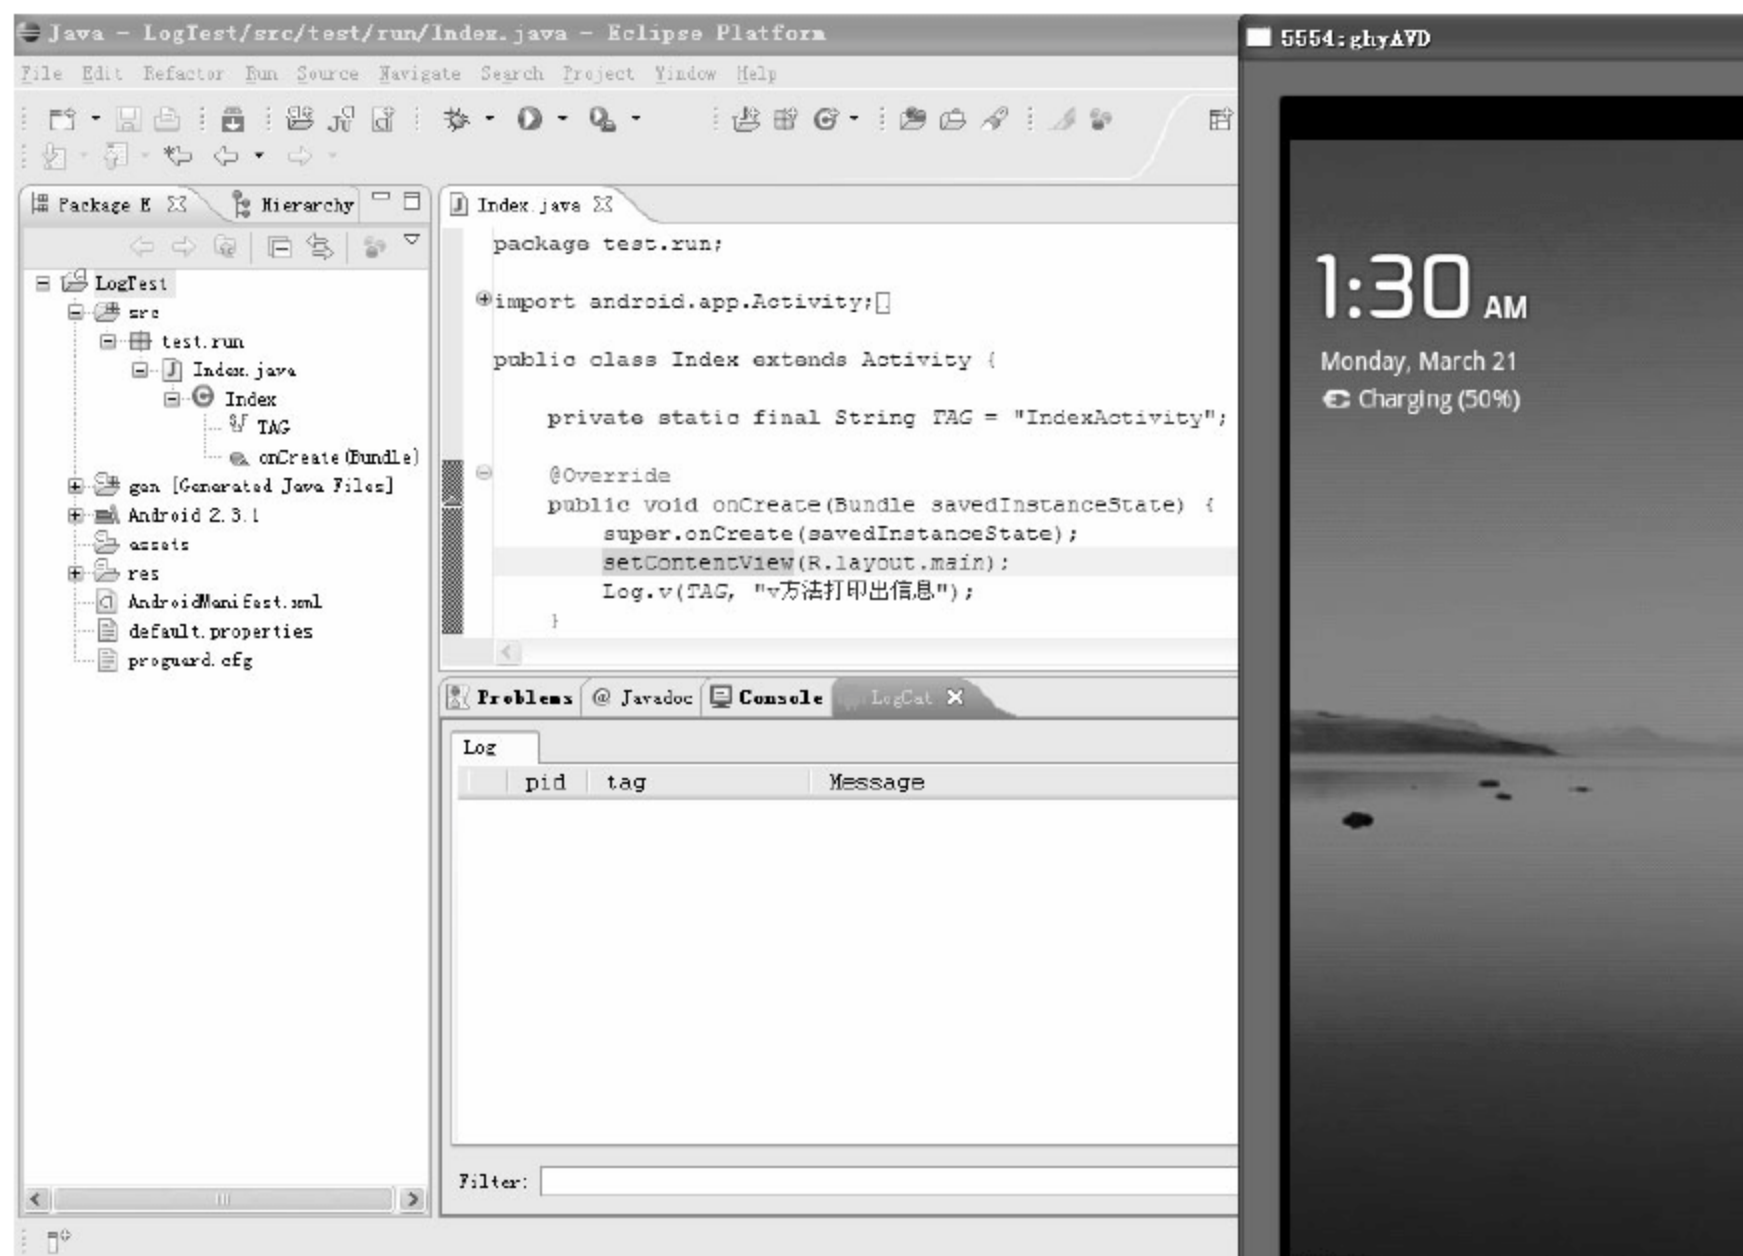 Java - LogTest/src/test/run/Index.java - Eclipse Platform
File Edit Refactor Run Source Navigate Search Project Window Help
Package E
Hierarchy
LogTest
src
test.run
Index.java
Index
TAG
onCreate(Bundle)
gen [Generated Java Files]
Android 2.3.1
assets
res
AndroidManifest.xml
default.properties
proguard.cfg
Index.java
package test.run;
import android.app.Activity;
public class Index extends Activity {
private static final String TAG = "IndexActivity";
@Override
public void onCreate(Bundle savedInstanceState) {
super.onCreate(savedInstanceState);
setContentView(R.layout.main);
Log.v(TAG, "v方法打印出信息");
}
Problems @ Javadoc Console LogCat
Log
pid tag Message
Filter:
5554:ghyAVD
1:30 AM
Monday, March 21
Charging (50%)